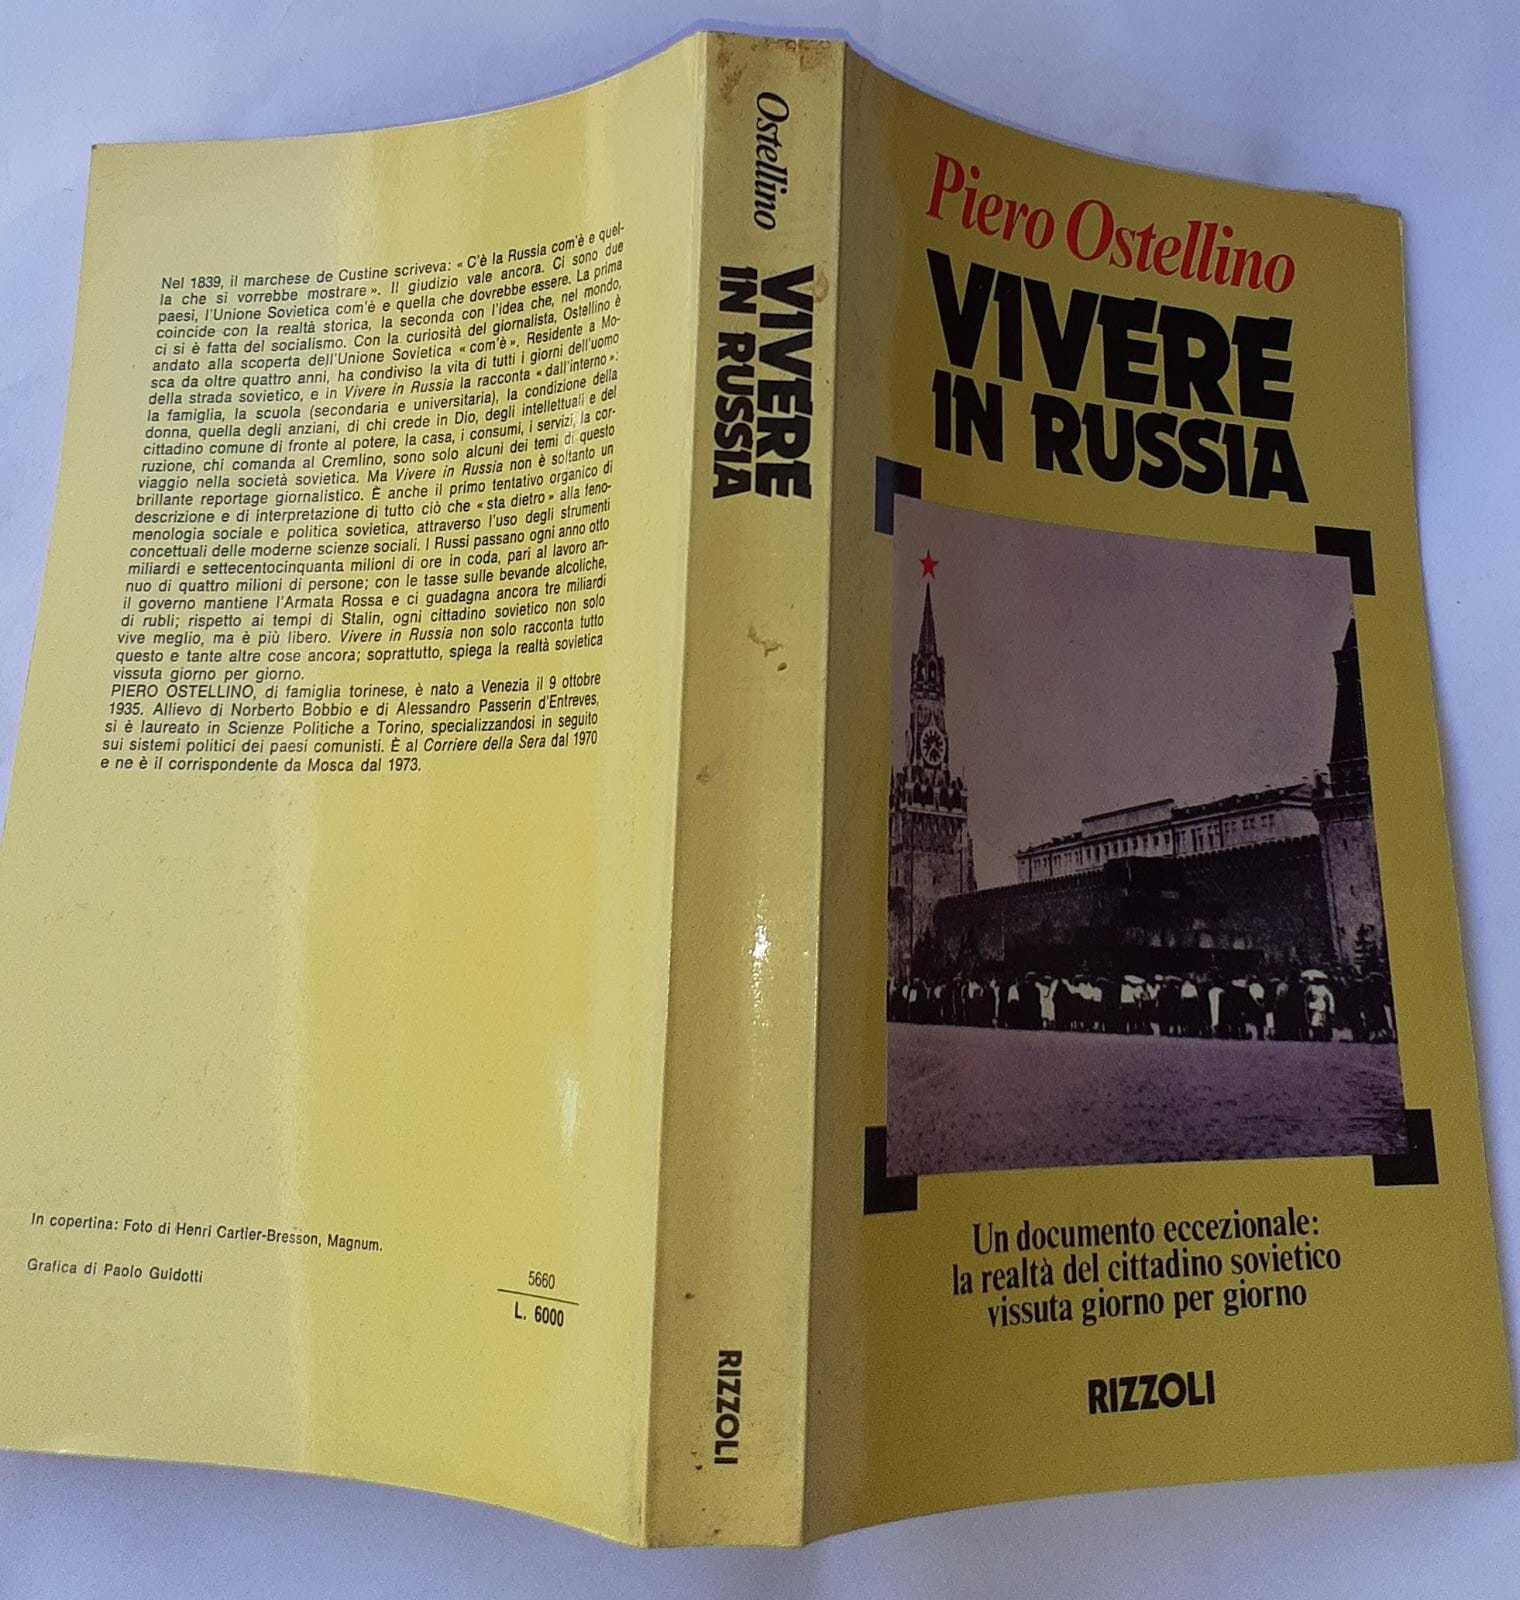 Nel 1839, il marchese de Custine scriveva: « C'è la Russia com'è e quel-
la che si vorrebbe mostrare ». Il giudizio vale ancora. Ci sono due
paesi, l'Unione Sovietica com'è e quella che dovrebbe essere. La prima
coincide con la realtà storica, la seconda con l'idea che, nel mondo,
ci si è fatta del socialismo. Con la curiosità del giornalista, Ostellino è
andato alla scoperta dell'Unione Sovietica « com'è ». Residente a Mo-
sca da oltre quattro anni, ha condiviso la vita di tutti i giorni dell'uomo
della strada sovietico, e in Vivere in Russia la racconta « dall'interno »:
la famiglia, la scuola (secondaria e universitaria), la condizione della
donna, quella degli anziani, di chi crede in Dio, degli intellettuali e del
cittadino comune di fronte al potere, la casa, i consumi, i servizi, la cor-
ruzione, chi comanda al Cremlino, sono solo alcuni dei temi di questo
viaggio nella società sovietica. Ma Vivere in Russia non è soltanto un
brillante reportage giornalistico. È anche il primo tentativo organico di
descrizione e di interpretazione di tutto ciò che « sta dietro » alla feno-
menologia sociale e politica sovietica, attraverso l'uso degli strumenti
concettuali delle moderne scienze sociali. I Russi passano ogni anno otto
miliardi e settecentocinquanta milioni di ore in coda, pari al lavoro an-
nuo di quattro milioni di persone; con le tasse sulle bevande alcoliche,
il governo mantiene l'Armata Rossa e ci guadagna ancora tre miliardi
di rubli; rispetto ai tempi di Stalin, ogni cittadino sovietico non solo
vive meglio, ma è più libero. Vivere in Russia non solo racconta tutto
questo e tante altre cose ancora; soprattutto, spiega la realtà sovietica
vissuta giorno per giorno.
PIERO OSTELLINO, di famiglia torinese, è nato a Venezia il 9 ottobre
1935. Allievo di Norberto Bobbio e di Alessandro Passerin d'Entreves,
si è laureato in Scienze Politiche a Torino, specializzandosi in seguito
sui sistemi politici dei paesi comunisti. È al Corriere della Sera dal 1970
e ne è il corrispondente da Mosca dal 1973.
In copertina: Foto di Henri Cartier-Bresson, Magnum.
Grafica di Paolo Guidotti
5660
L. 6000
Ostellino
VIVERE
IN RUSSIA
RIZZOLI
Piero Ostellino
VIVERE
IN RUSSIA
Un documento eccezionale:
la realtà del cittadino sovietico
vissuta giorno per giorno
RIZZOLI